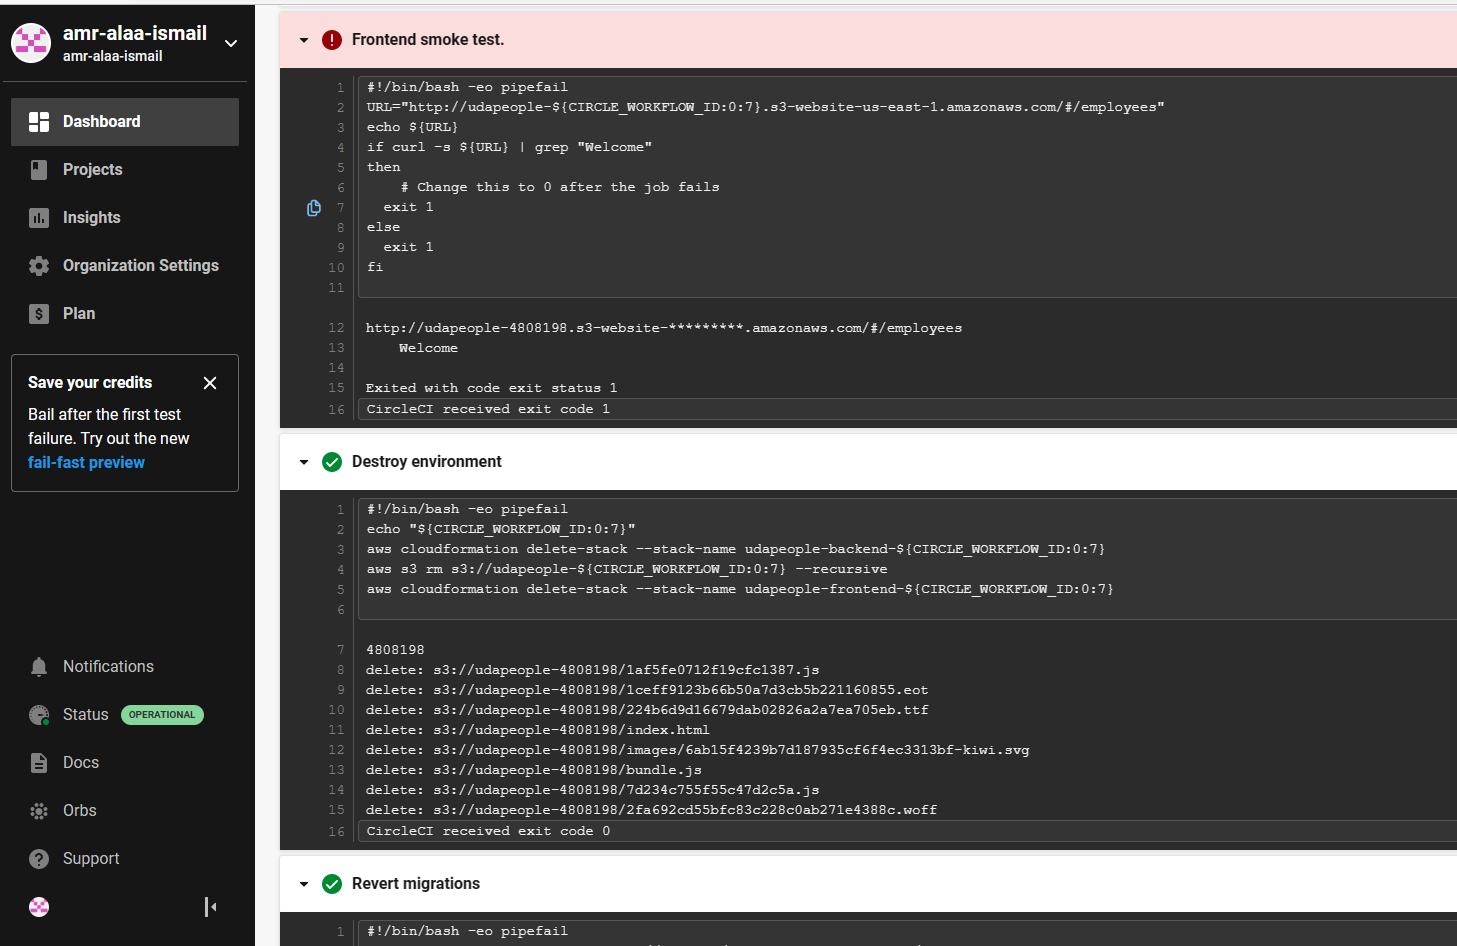 amr-alaa-ismail
amr-alaa-ismail
Dashboard
Projects
Insights
Organization Settings
Plan
Save your credits
Bail after the first test
failure. Try out the new
fail-fast preview
Notifications
Status OPERATIONAL
Docs
Orbs
Support
Frontend smoke test.
1 #!/bin/bash -eo pipefail
2 URL="http://udapeople-${CIRCLE_WORKFLOW_ID:0:7}.s3-website-us-east-1.amazonaws.com/#/employees"
3 echo ${URL}
4 if curl -s ${URL} | grep "Welcome"
5 then
6     # Change this to 0 after the job fails
7   exit 1
8 else
9   exit 1
10 fi
11
12 http://udapeople-4808198.s3-website-*********.amazonaws.com/#/employees
13     Welcome
14
15 Exited with code exit status 1
16 CircleCI received exit code 1
Destroy environment
1 #!/bin/bash -eo pipefail
2 echo "${CIRCLE_WORKFLOW_ID:0:7}"
3 aws cloudformation delete-stack --stack-name udapeople-backend-${CIRCLE_WORKFLOW_ID:0:7}
4 aws s3 rm s3://udapeople-${CIRCLE_WORKFLOW_ID:0:7} --recursive
5 aws cloudformation delete-stack --stack-name udapeople-frontend-${CIRCLE_WORKFLOW_ID:0:7}
6
7 4808198
8 delete: s3://udapeople-4808198/1af5fe0712f19cfc1387.js
9 delete: s3://udapeople-4808198/1ceff9123b66b50a7d3cb5b221160855.eot
10 delete: s3://udapeople-4808198/224b6d9d16679dab02826a2a7ea705eb.ttf
11 delete: s3://udapeople-4808198/index.html
12 delete: s3://udapeople-4808198/images/6ab15f4239b7d187935cf6f4ec3313bf-kiwi.svg
13 delete: s3://udapeople-4808198/bundle.js
14 delete: s3://udapeople-4808198/7d234c755f55c47d2c5a.js
15 delete: s3://udapeople-4808198/2fa692cd55bfc83c228c0ab271e4388c.woff
16 CircleCI received exit code 0
Revert migrations
1 #!/bin/bash -eo pipefail